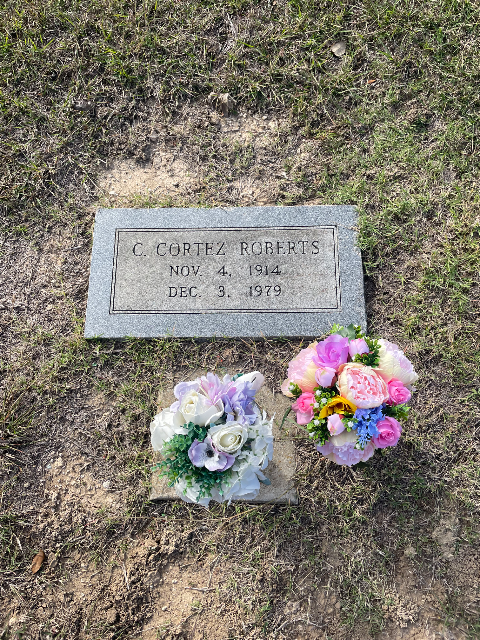 C. CORTEZ ROBERTS
NOV. 4, 1914
DEC. 3, 1979